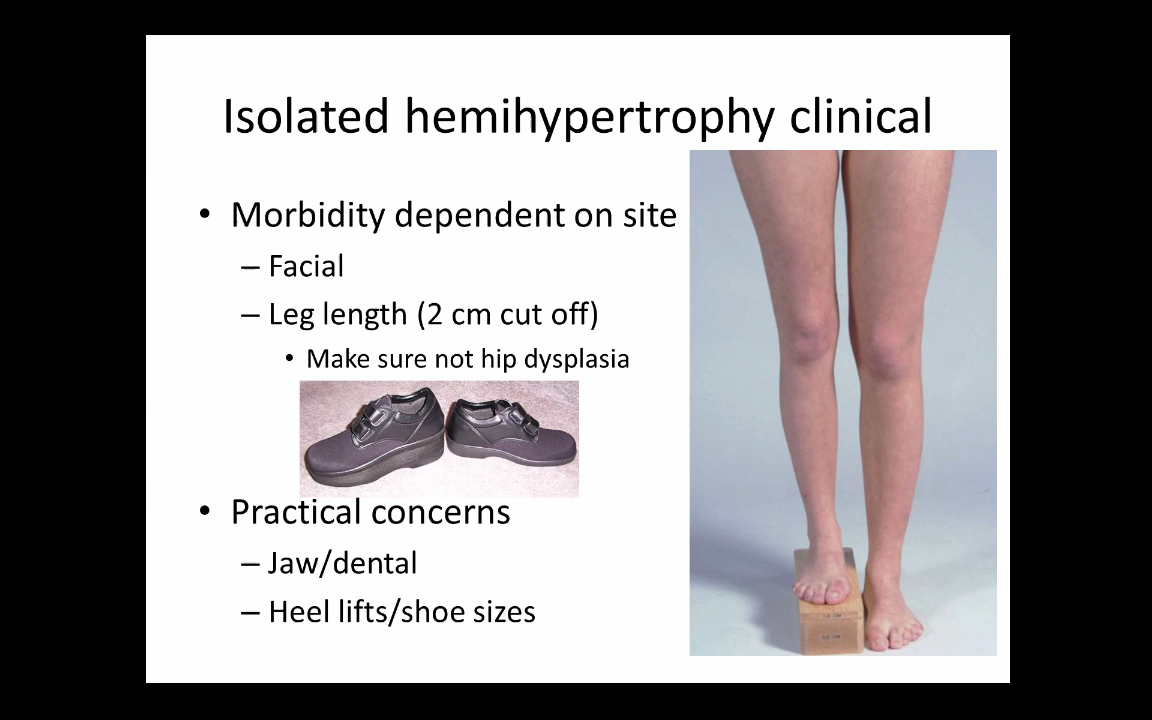 Isolated hemihypertrophy clinical
• Morbidity dependent on site
– Facial
– Leg length (2 cm cut off)
• Make sure not hip dysplasia
• Practical concerns
– Jaw/dental
– Heel lifts/shoe sizes